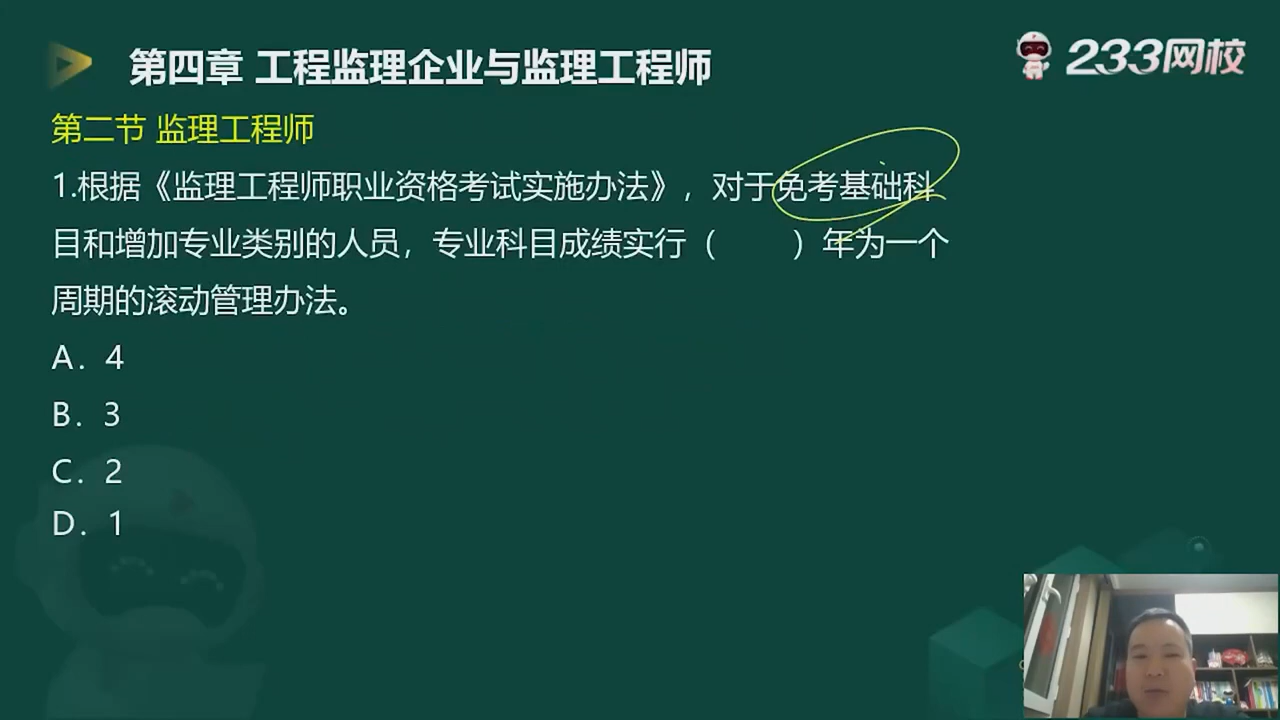 第四章 工程监理企业与监理工程师
233网校
第二节 监理工程师
1.根据《监理工程师职业资格考试实施办法》，对于免考基础科
目和增加专业类别的人员，专业科目成绩实行（　　）年为一个
周期的滚动管理办法。
A．4
B．3
C．2
D．1